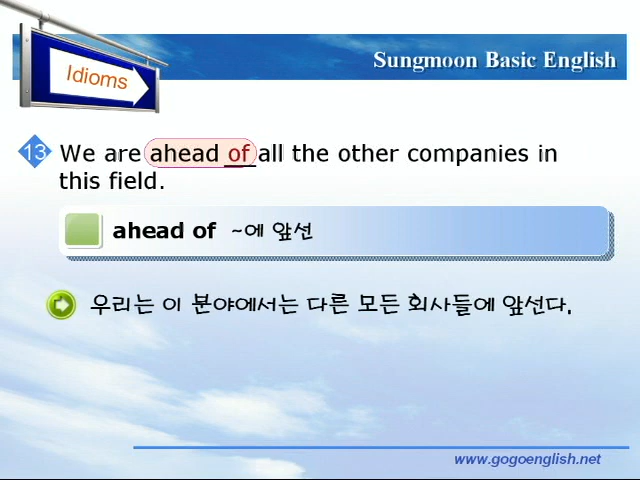 Idioms
Sungmoon Basic English
13 We are ahead of all the other companies in
this field.
ahead of ~에 앞선
우리는 이 분야에서는 다른 모든 회사들에 앞선다.
www.gogoenglish.net